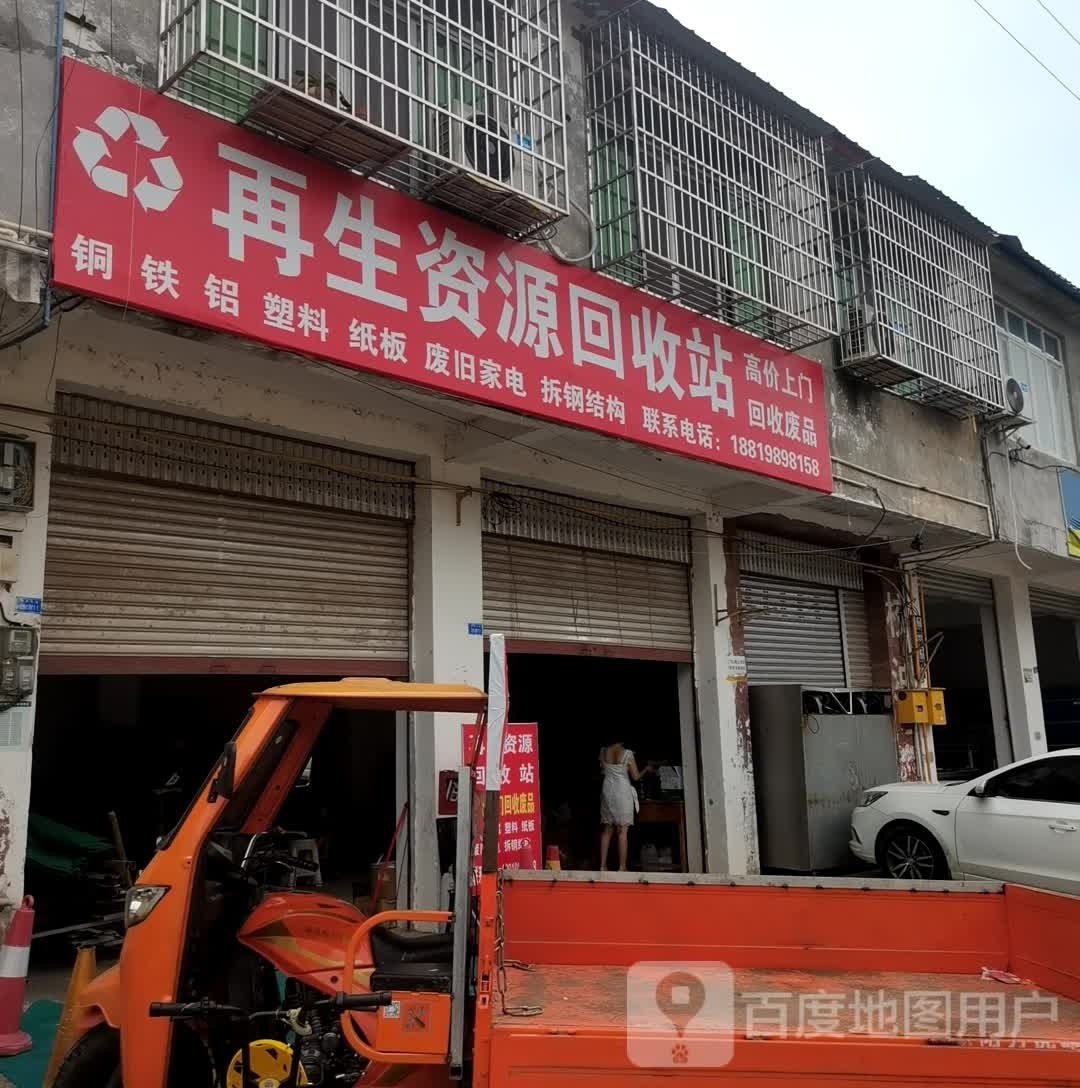 再生资源回收站
高价上门
回收废品
铜 铁 铝 塑料 纸板 废旧家电 拆钢结构 联系电话：18819898158
资源
收站
回收废品
塑料 纸板
百度地图用户